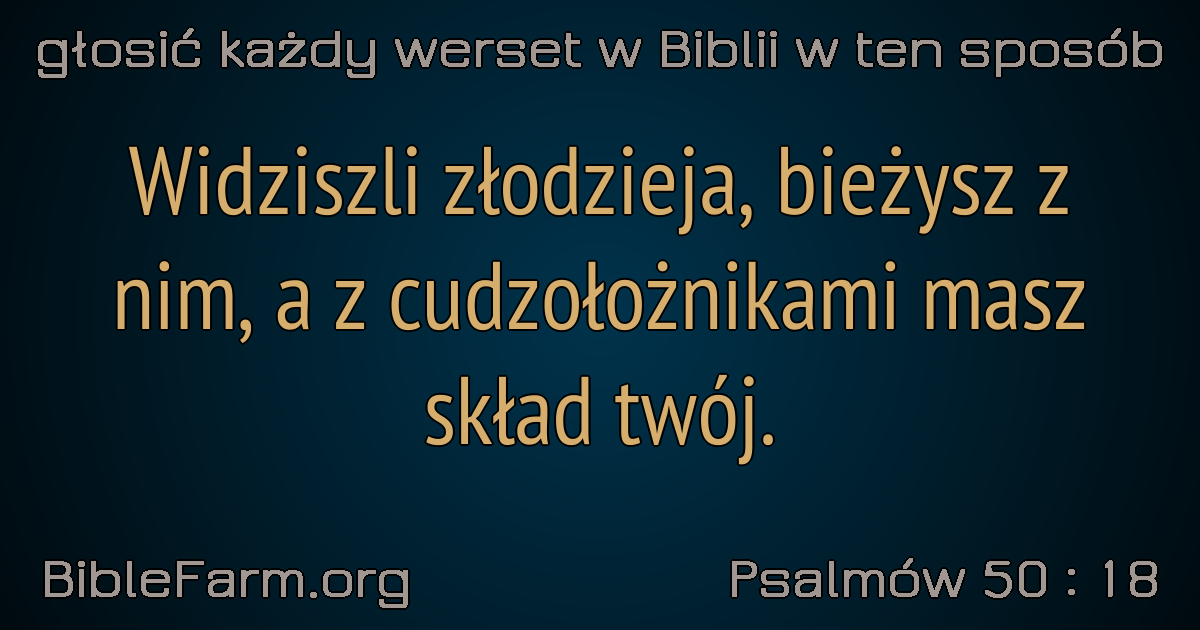 głosić każdy werset w Biblii w ten sposób
Widziszli złodzieja, bieżysz z
nim, a z cudzołożnikami masz
skład twój.
BibleFarm.org
Psalmów 50 : 18